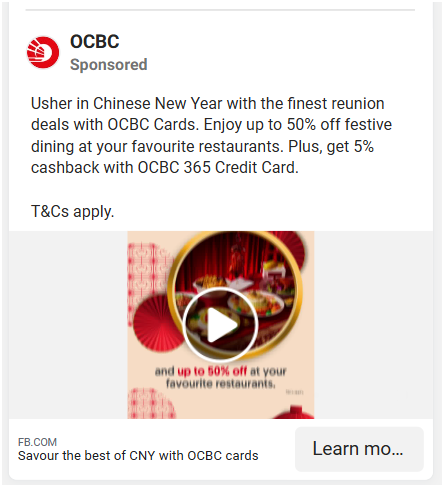 OCBC
Sponsored
Usher in Chinese New Year with the finest reunion
deals with OCBC Cards. Enjoy up to 50% off festive
dining at your favourite restaurants. Plus, get 5%
cashback with OCBC 365 Credit Card.
T&Cs apply.
and up to 50% off at your
favourite restaurants.
FB.COM
Savour the best of CNY with OCBC cards
Learn mo...